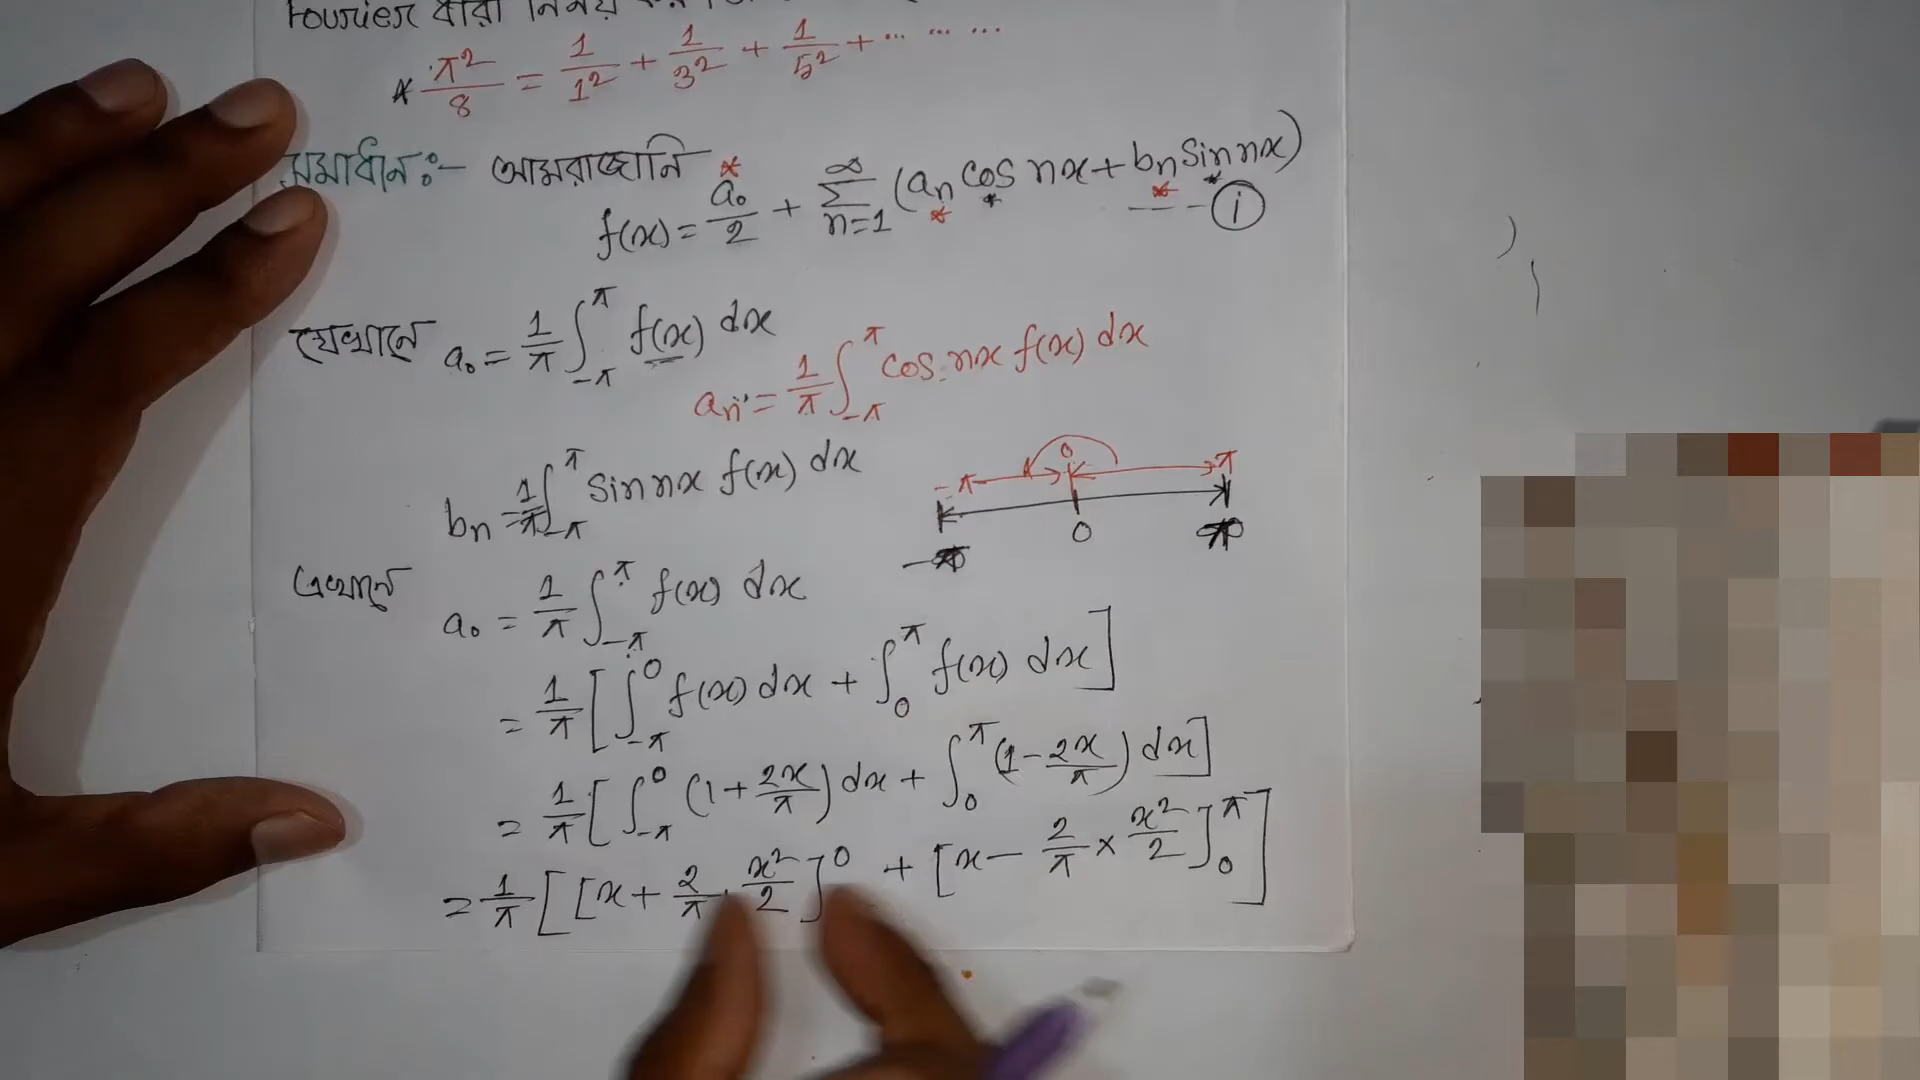 Fourier ধারা নির্নয়
* π²/8 = 1/1² + 1/3² + 1/5² + ... ... ...
সমাধান:- আমরাজানি
f(x) = a₀/2 + ∑_{n=1}^{∞} (aₙ cos nx + bₙ sin nx) --- (i)
যেখানে a₀ = 1/π ∫_{-π}^{π} f(x) dx
aₙ = 1/π ∫_{-π}^{π} cos nx f(x) dx
bₙ = 1/π ∫_{-π}^{π} sin nx f(x) dx
-π 0 π
0
এখানে a₀ = 1/π ∫_{-π}^{π} f(x) dx
= 1/π [∫_{-π}^{0} f(x) dx + ∫_{0}^{π} f(x) dx]
= 1/π [∫_{-π}^{0} (1 + 2x/π) dx + ∫_{0}^{π} (1 - 2x/π) dx]
= 1/π [[x + 2/π · x²/2]^{0} + [x - 2/π × x²/2]_{0}^{π}]